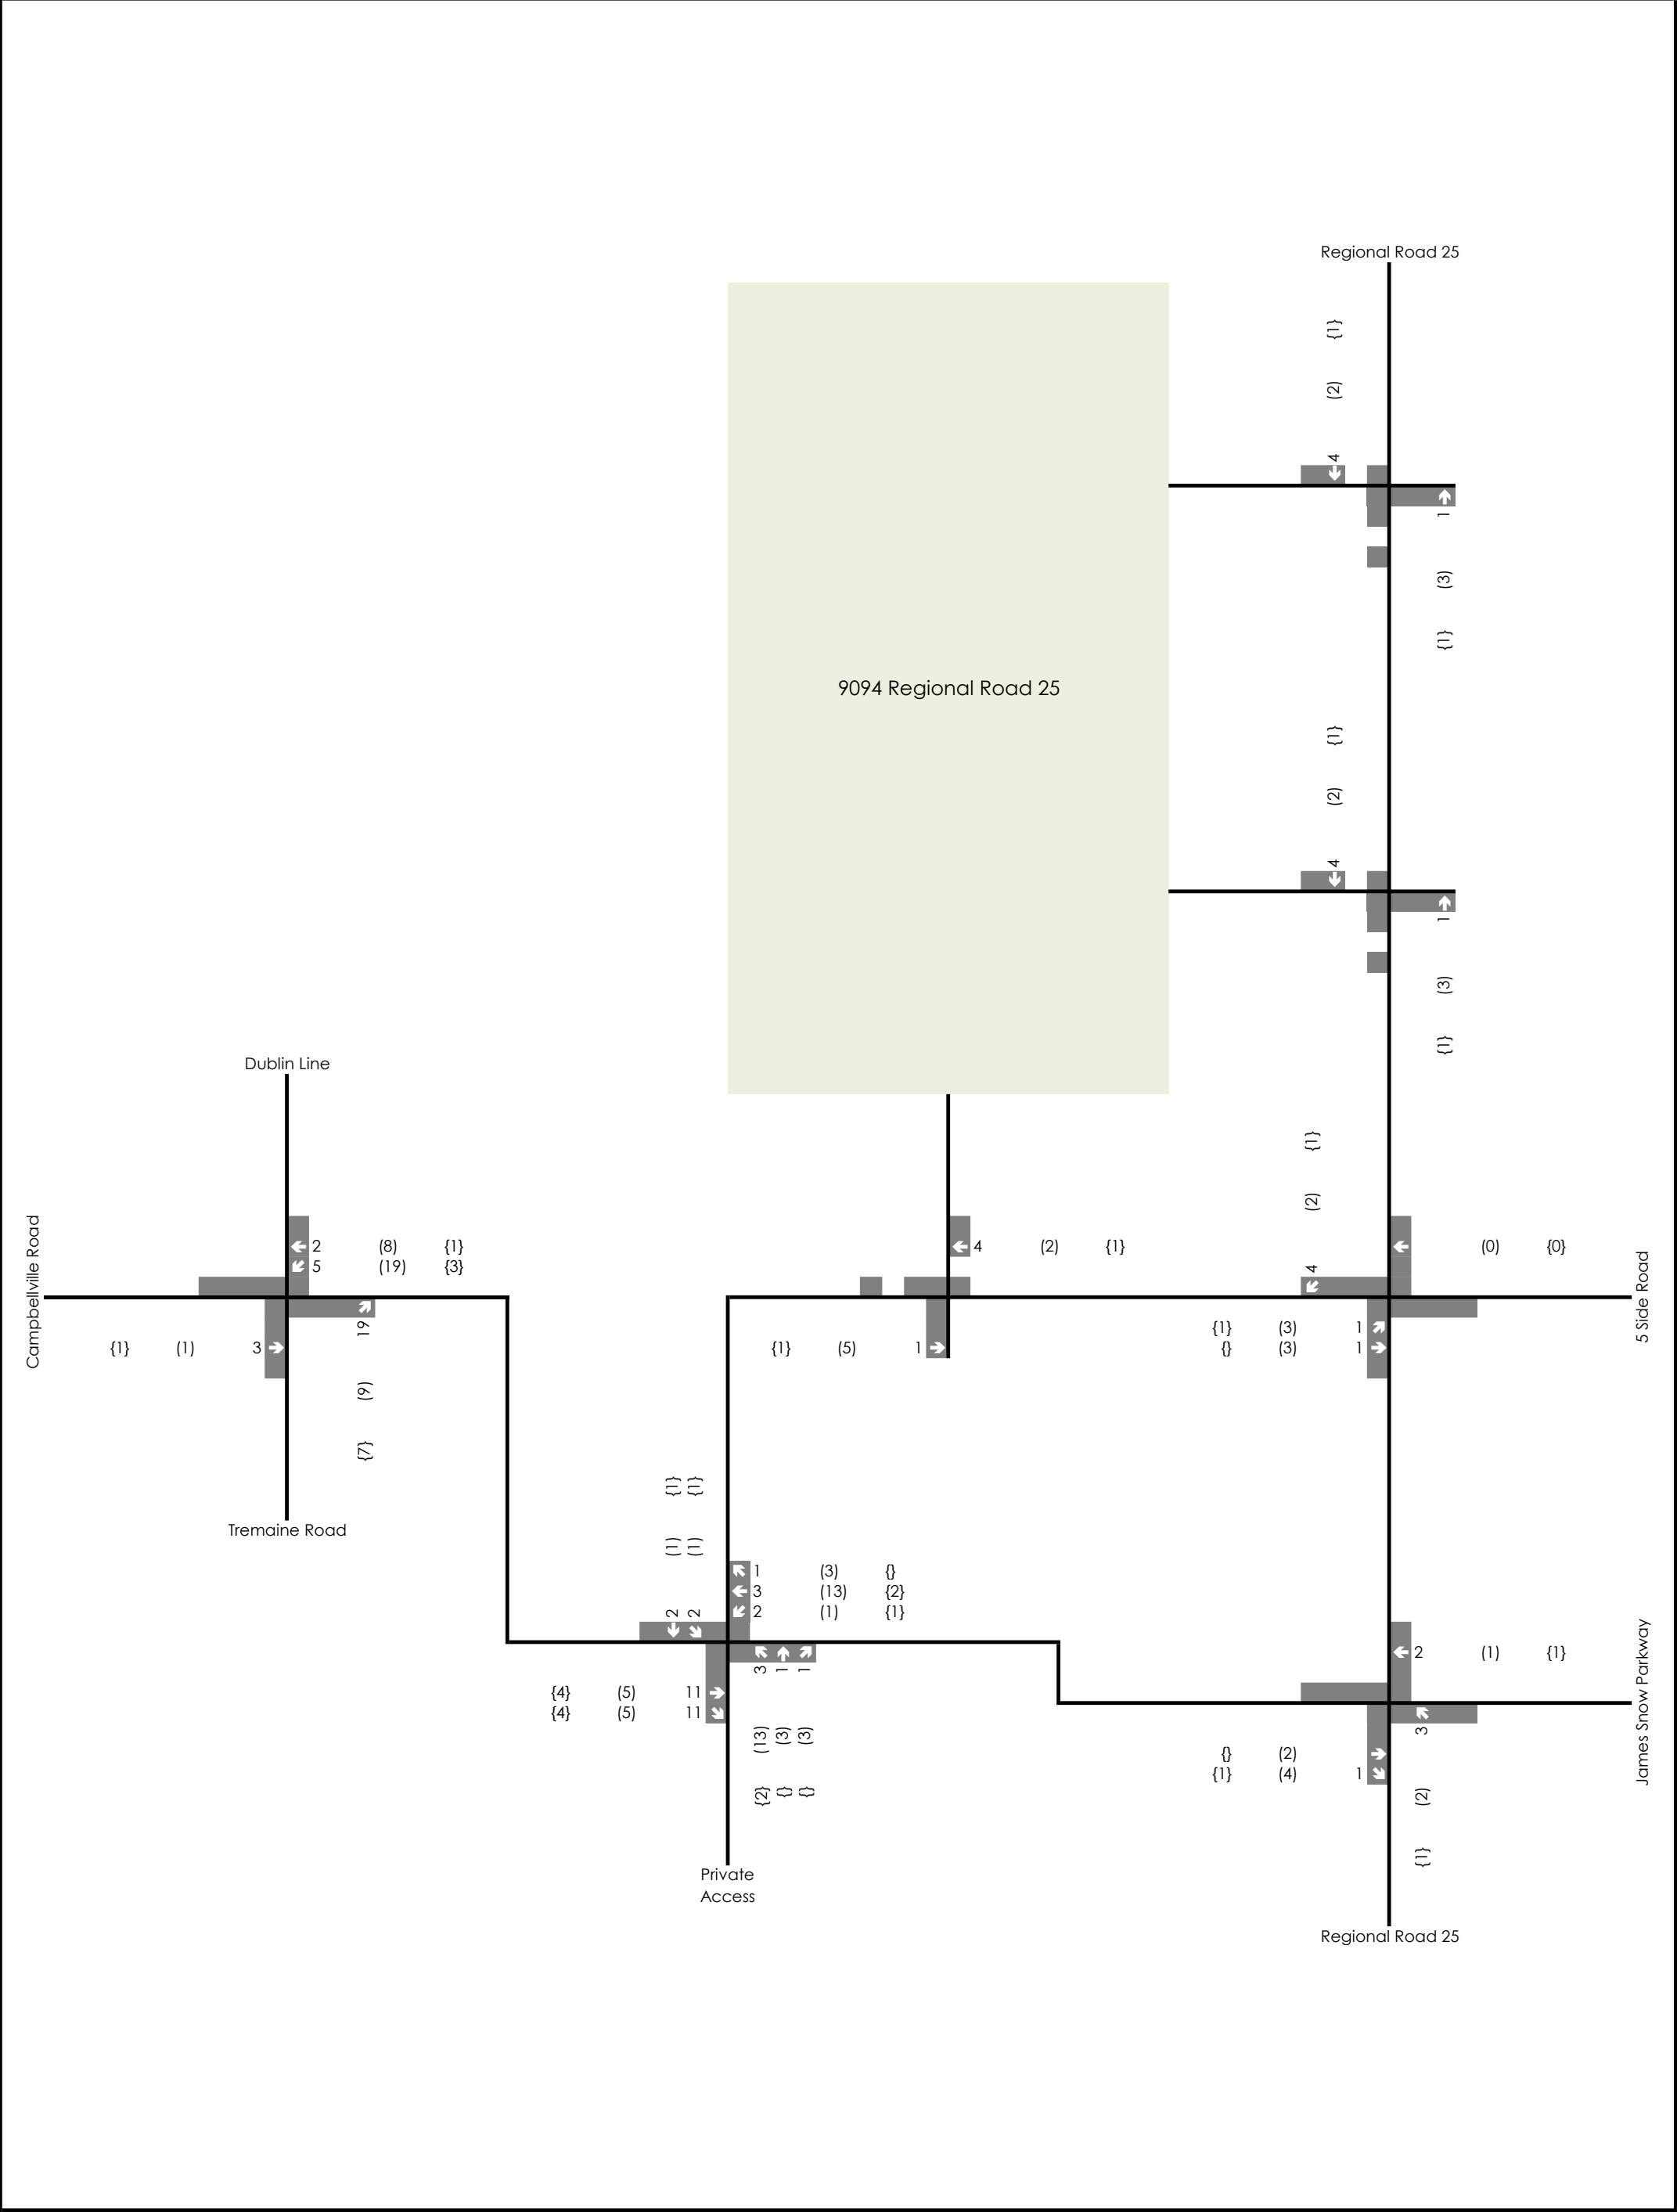 Regional Road 25
{1}
(2)
4
1
(3)
{1}
9094 Regional Road 25
{1}
(2)
4
1
(3)
{1}
Dublin Line
Campbellville Road
2 (8) {1}
5 (19) {3}
{1} (1) 3
19
(9)
{7}
Tremaine Road
4 (2) {1}
{1} (5) 1
{1}
(2)
4
(0) {0}
{1} (3) 1
{} (3) 1
5 Side Road
{1} {1}
(1) (1)
2 2
1 (3) {}
3 (13) {2}
2 (1) {1}
{4} (5) 11
{4} (5) 11
3 1 1
(13) (3) (3)
{2} {} {}
Private
Access
2 (1) {1}
{} (2)
{1} (4) 1
3
(2)
{1}
James Snow Parkway
Regional Road 25